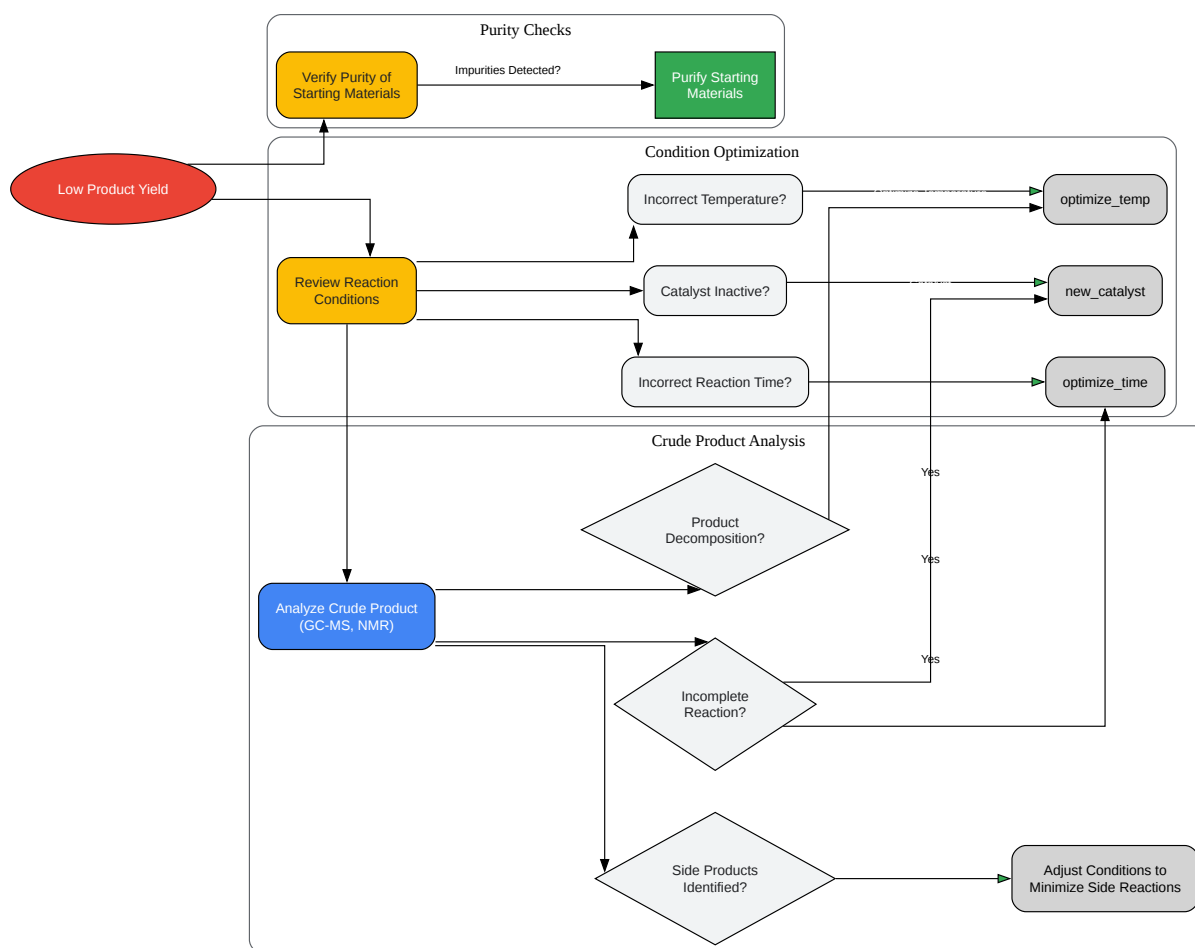 Purity Checks
Verify Purity of
Starting Materials
Impurities Detected?
Purify Starting
Materials
Low Product Yield
Condition Optimization
Incorrect Temperature?
optimize_temp
Review Reaction
Conditions
Catalyst Inactive?
new_catalyst
Incorrect Reaction Time?
optimize_time
Crude Product Analysis
Product
Decomposition?
Yes
Yes
Yes
Analyze Crude Product
(GC-MS, NMR)
Incomplete
Reaction?
Side Products
Identified?
Adjust Conditions to
Minimize Side Reactions